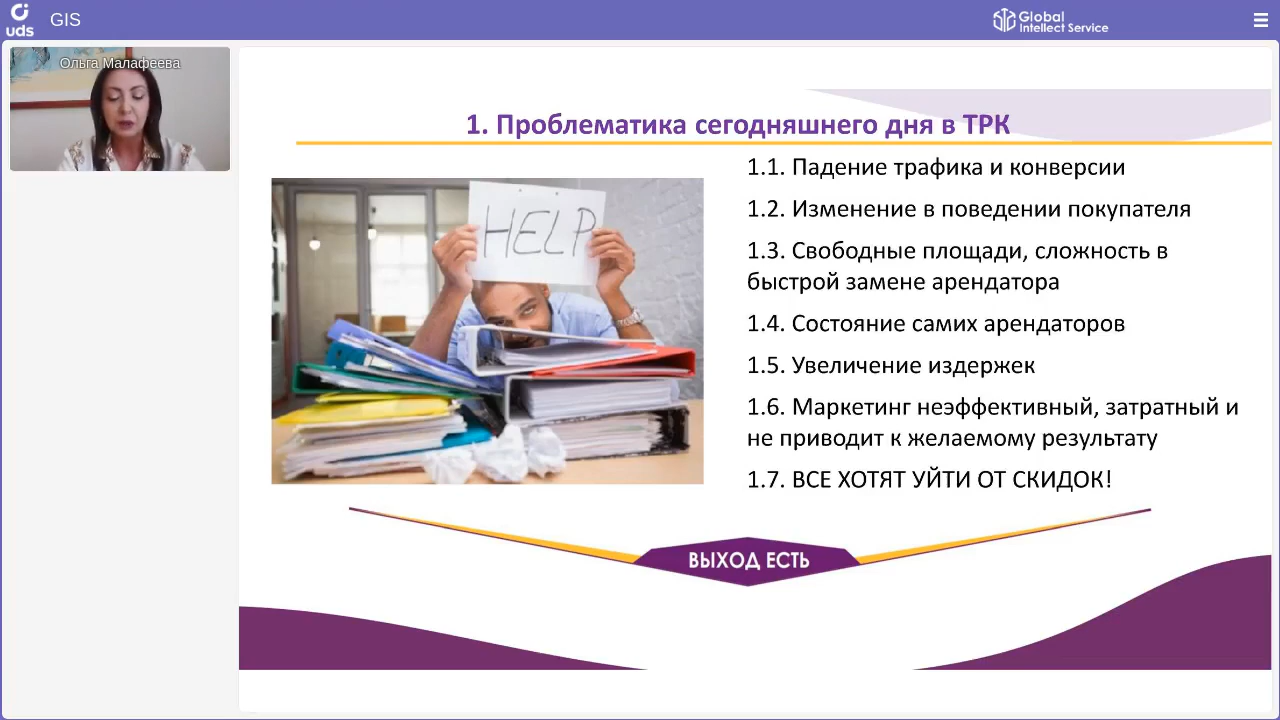 uds
GIS
Global
Intellect Service
Ольга Малафеева
1. Проблематика сегодняшнего дня в ТРК
HELP
1.1. Падение трафика и конверсии
1.2. Изменение в поведении покупателя
1.3. Свободные площади, сложность в
быстрой замене арендатора
1.4. Состояние самих арендаторов
1.5. Увеличение издержек
1.6. Маркетинг неэффективный, затратный и
не приводит к желаемому результату
1.7. ВСЕ ХОТЯТ УЙТИ ОТ СКИДОК!
ВЫХОД ЕСТЬ